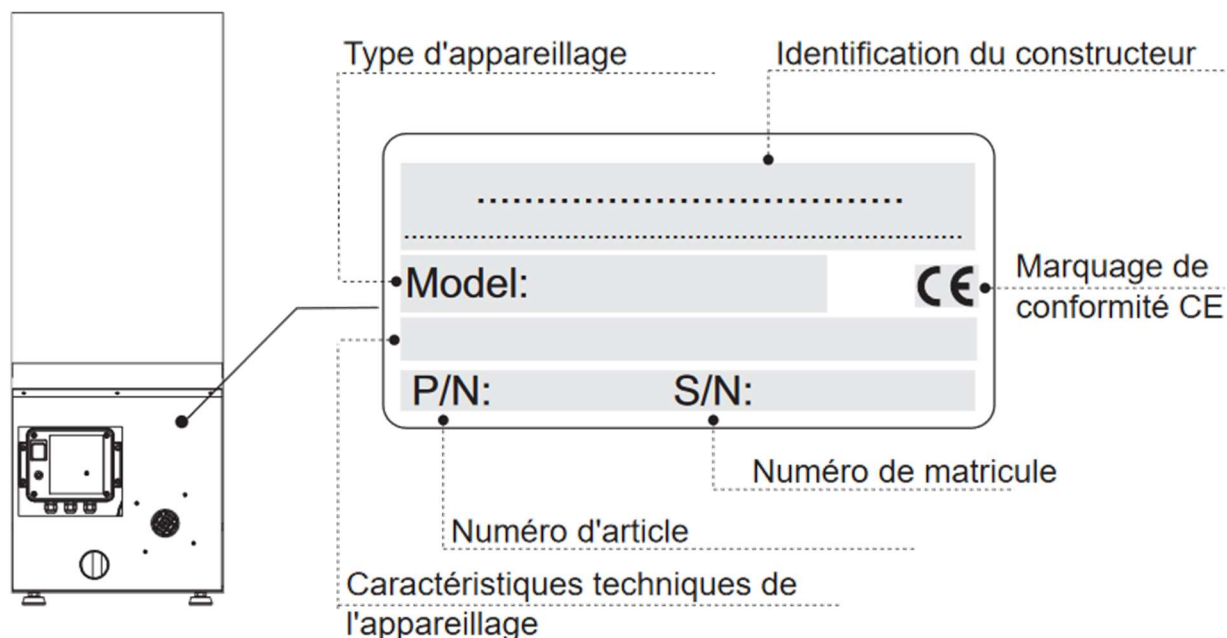 Type d'appareillage
Identification du constructeur
Model:
CE
Marquage de
conformité CE
P/N:
S/N:
Numéro de matricule
Numéro d'article
Caractéristiques techniques de
l'appareillage